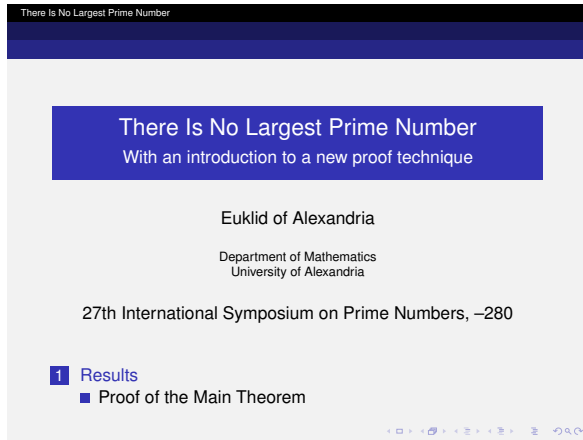 There Is No Largest Prime Number
There Is No Largest Prime Number
With an introduction to a new proof technique
Euklid of Alexandria
Department of Mathematics
University of Alexandria
27th International Symposium on Prime Numbers, –280
1 Results
Proof of the Main Theorem